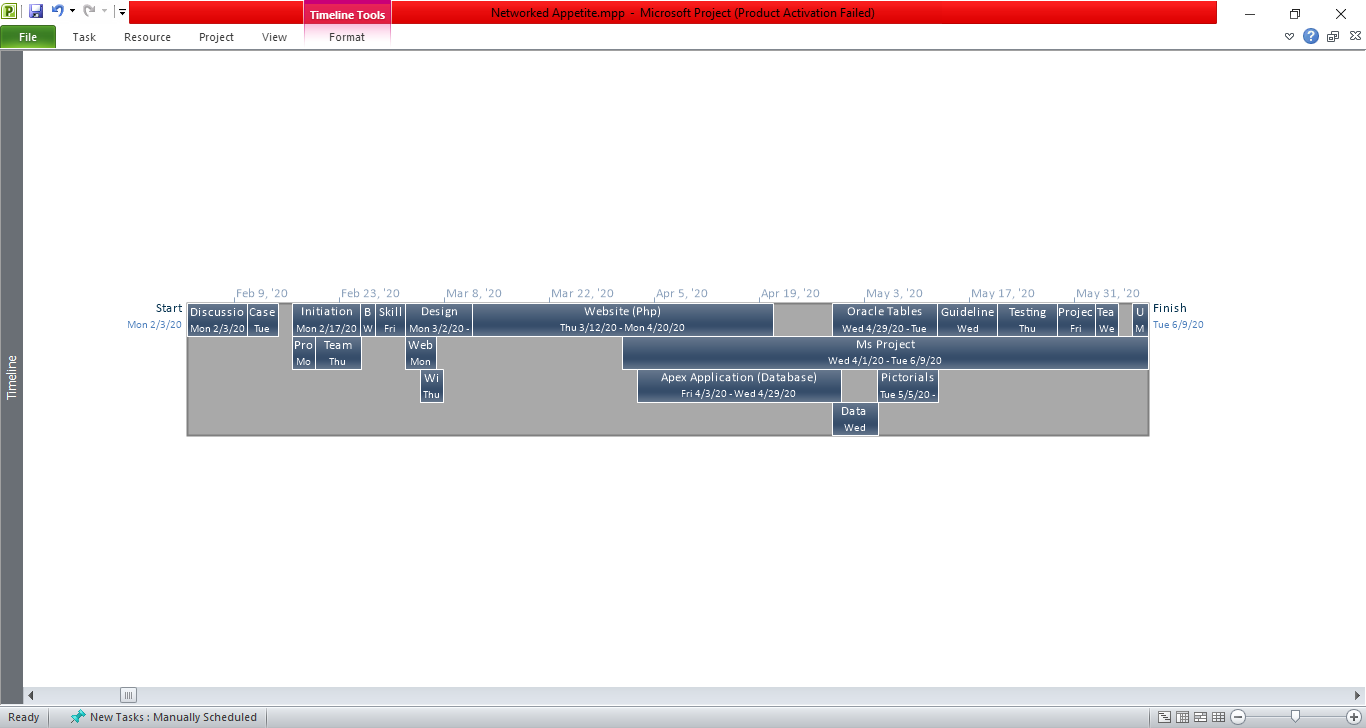 Timeline Tools
Networked Appetite.mpp - Microsoft Project (Product Activation Failed)
File Task Resource Project View Format
Feb 9, '20 Feb 23, '20 Mar 8, '20 Mar 22, '20 Apr 5, '20 Apr 19, '20 May 3, '20 May 17, '20 May 31, '20
Start
Mon 2/3/20
Discussio Case Initiation B Skill Design Website (Php) Oracle Tables Guideline Testing Projec Tea U
Mon 2/3/20 Tue Mon 2/17/20 W Fri Mon 3/2/20 - Thu 3/12/20 - Mon 4/20/20 Wed 4/29/20 - Tue Wed Thu Fri We M
Finish
Tue 6/9/20
Pro Team Web Ms Project
Mo Thu Mon Wed 4/1/20 - Tue 6/9/20
Wi Apex Application (Database) Pictorials
Thu Fri 4/3/20 - Wed 4/29/20 Tue 5/5/20 -
Data
Wed
Timeline
Ready New Tasks : Manually Scheduled